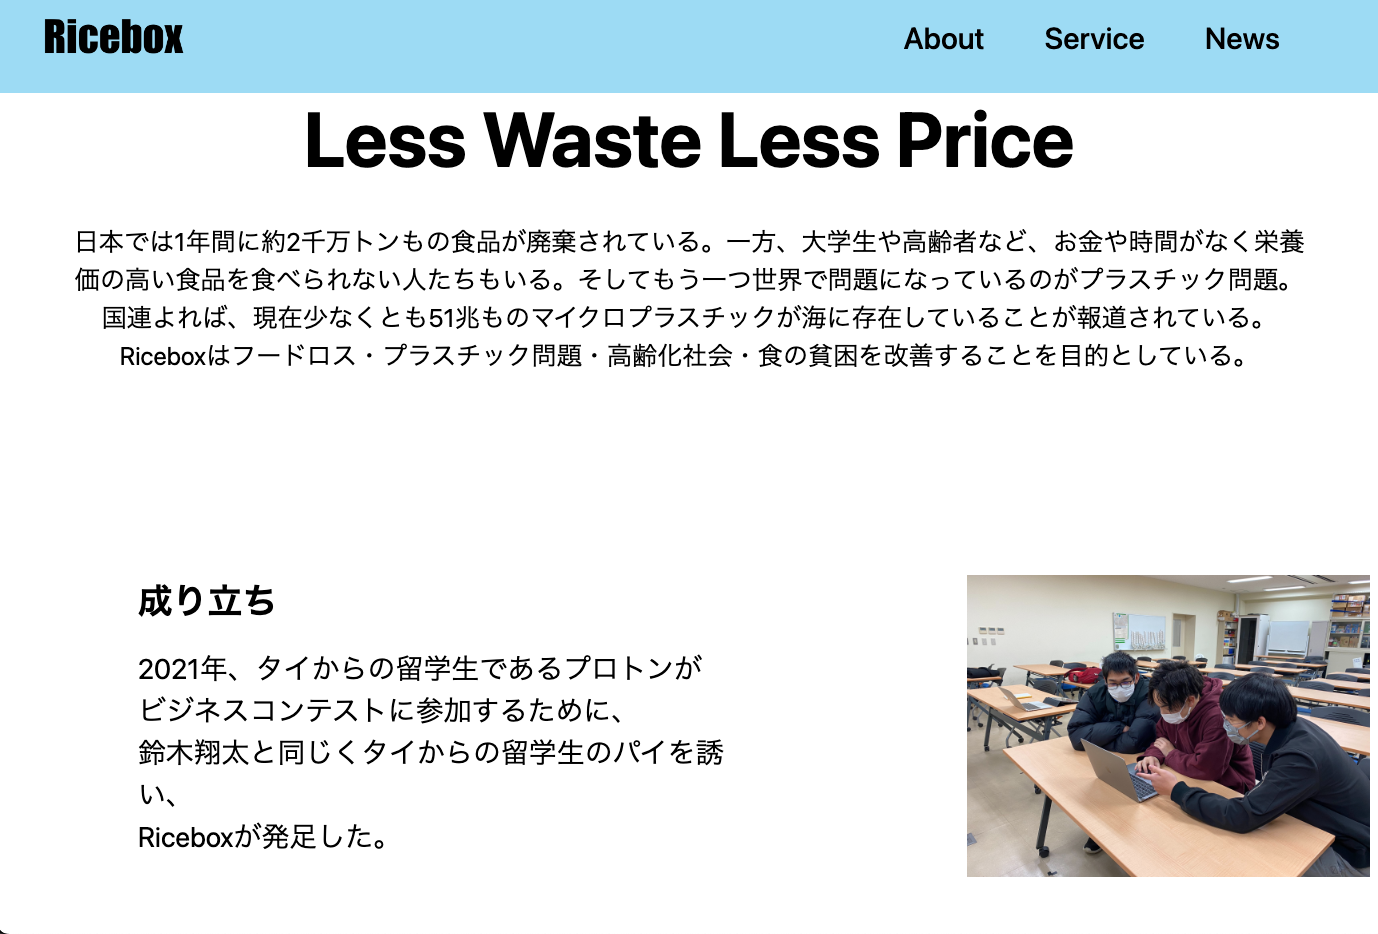 Ricebox
About Service News
Less Waste Less Price
日本では1年間に約2千万トンもの食品が廃棄されている。一方、大学生や高齢者など、お金や時間がなく栄養
価の高い食品を食べられない人たちもいる。そしてもう一つ世界で問題になっているのがプラスチック問題。
国連よれば、現在少なくとも51兆ものマイクロプラスチックが海に存在していることが報道されている。
Riceboxはフードロス・プラスチック問題・高齢化社会・食の貧困を改善することを目的としている。
成り立ち
2021年、タイからの留学生であるプロトンが
ビジネスコンテストに参加するために、
鈴木翔太と同じくタイからの留学生のパイを誘
い、
Riceboxが発足した。